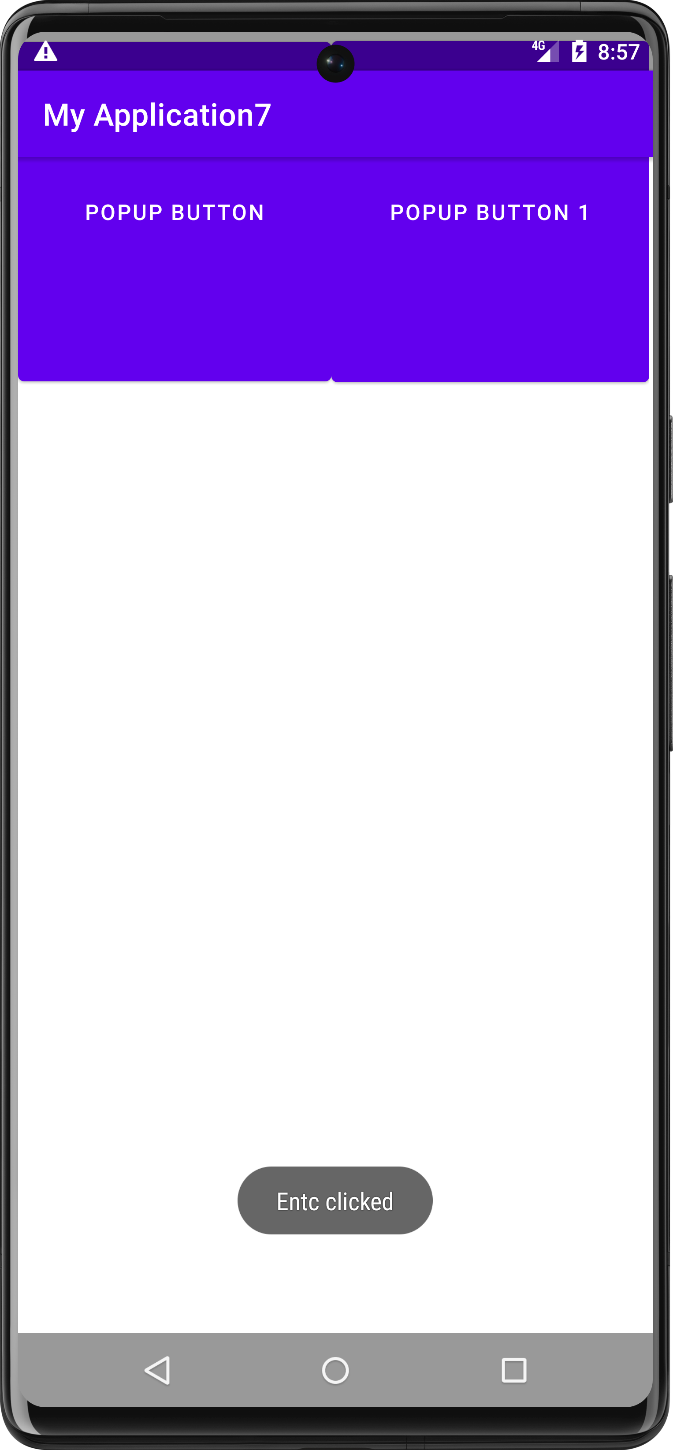 4G 8:57
My Application7
POPUP BUTTON POPUP BUTTON 1
Entc clicked